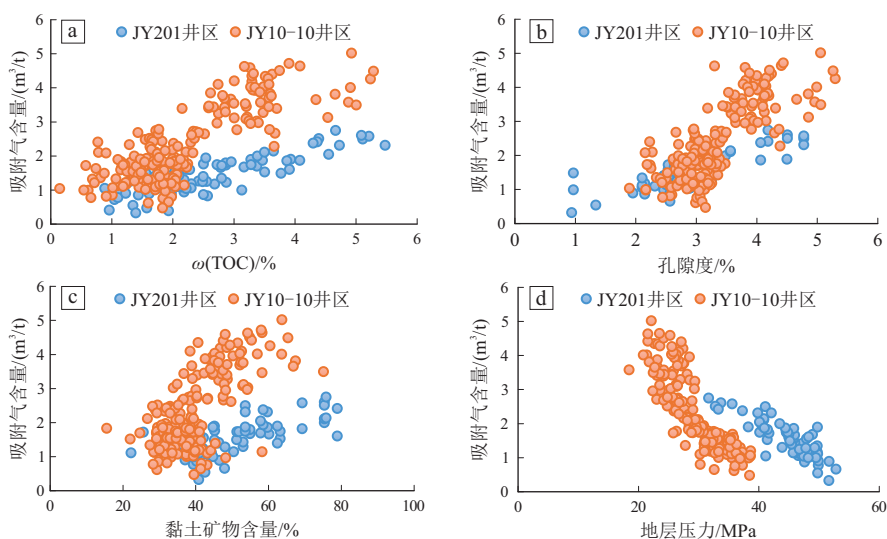 a
JY201井区 JY10-10井区
吸附气含量/(m³/t)
6
5
4
3
2
1
0
0 1 2 3 4 5 6
ω(TOC)/%
b
JY201井区 JY10-10井区
吸附气含量/(m³/t)
6
5
4
3
2
1
0
0 1 2 3 4 5 6
孔隙度/%
c
JY201井区 JY10-10井区
吸附气含量/(m³/t)
6
5
4
3
2
1
0
0 20 40 60 80 100
黏土矿物含量/%
d
JY201井区 JY10-10井区
吸附气含量/(m³/t)
6
5
4
3
2
1
0
0 20 40 60
地层压力/MPa